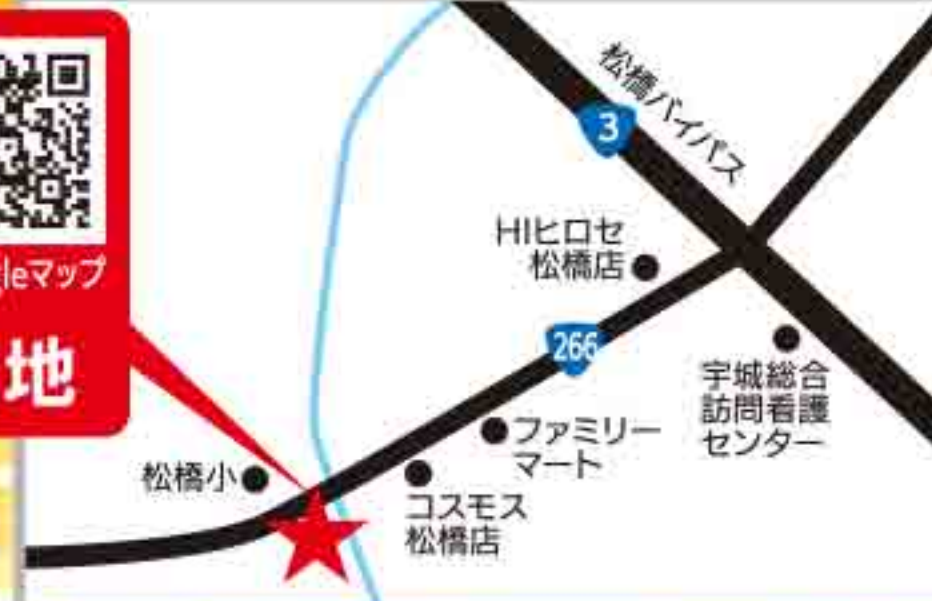 gleマップ
地
松橋バイパス
3
HIヒロセ
松橋店
266
宇城総合
訪問看護
センター
ファミリー
マート
松橋小
コスモス
松橋店